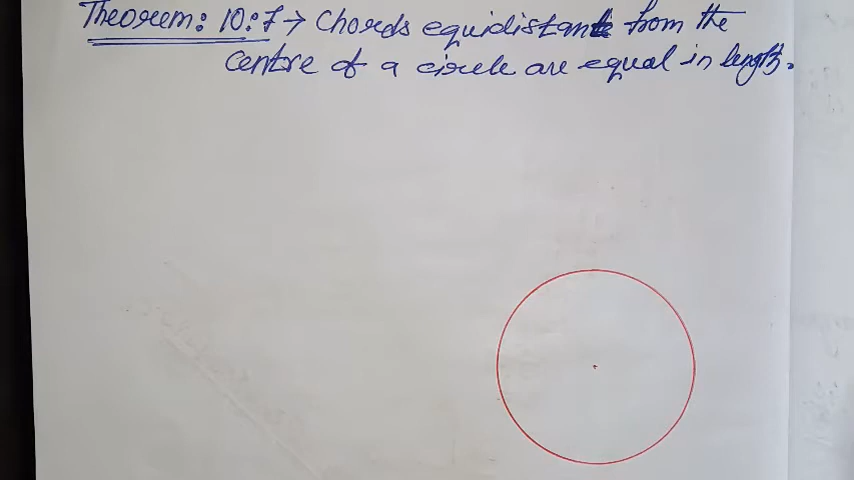 Theorem: 10:7→ Chords equidistant from the
centre of a circle are equal in length.